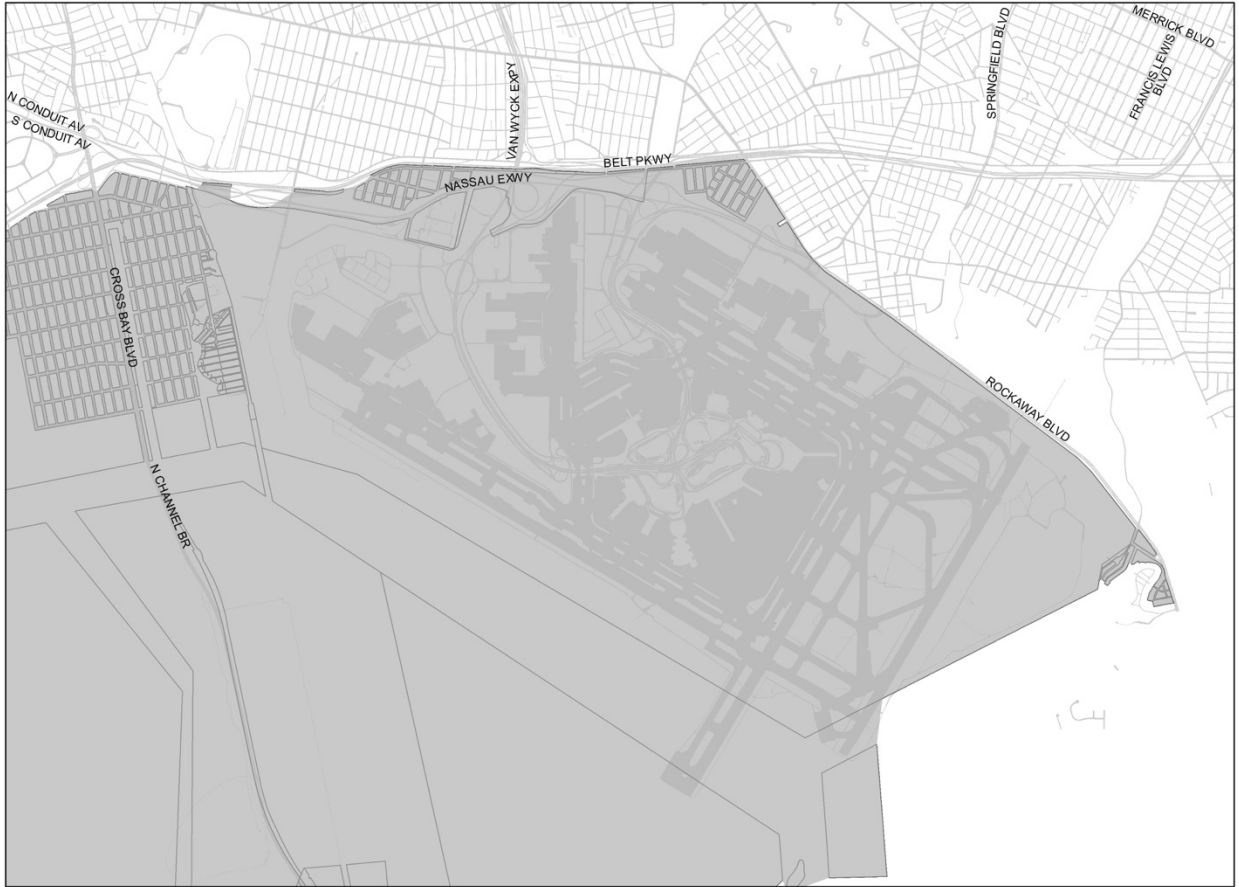 MERRICK BLVD
FRANCIS LEWIS
BLVD
SPRINGFIELD BLVD
VAN WYCK EXPY
N CONDUIT AV
S CONDUIT AV
BELT PKWY
NASSAU EXWY
CROSS BAY BLVD
ROCKAWAY BLVD
N CHANNEL BR